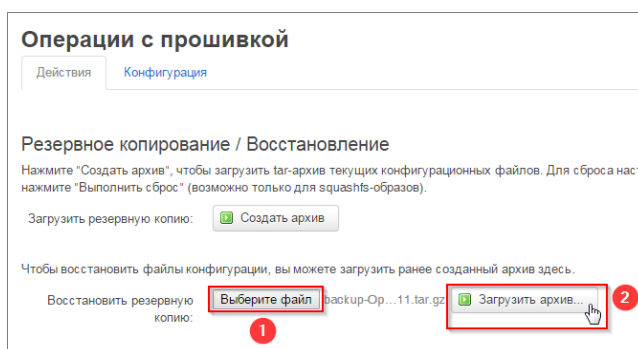 Операции с прошивкой
Действия Конфигурация
Резервное копирование / Восстановление
Нажмите "Создать архив", чтобы загрузить tar-архив текущих конфигурационных файлов. Для сброса наст
нажмите "Выполнить сброс" (возможно только для squashfs-образов).
Загрузить резервную копию: Создать архив
Чтобы восстановить файлы конфигурации, вы можете загрузить ранее созданный архив здесь.
Восстановить резервную Выберите файл backup-Op…11.tar.gz Загрузить архив... 2
копию: 1